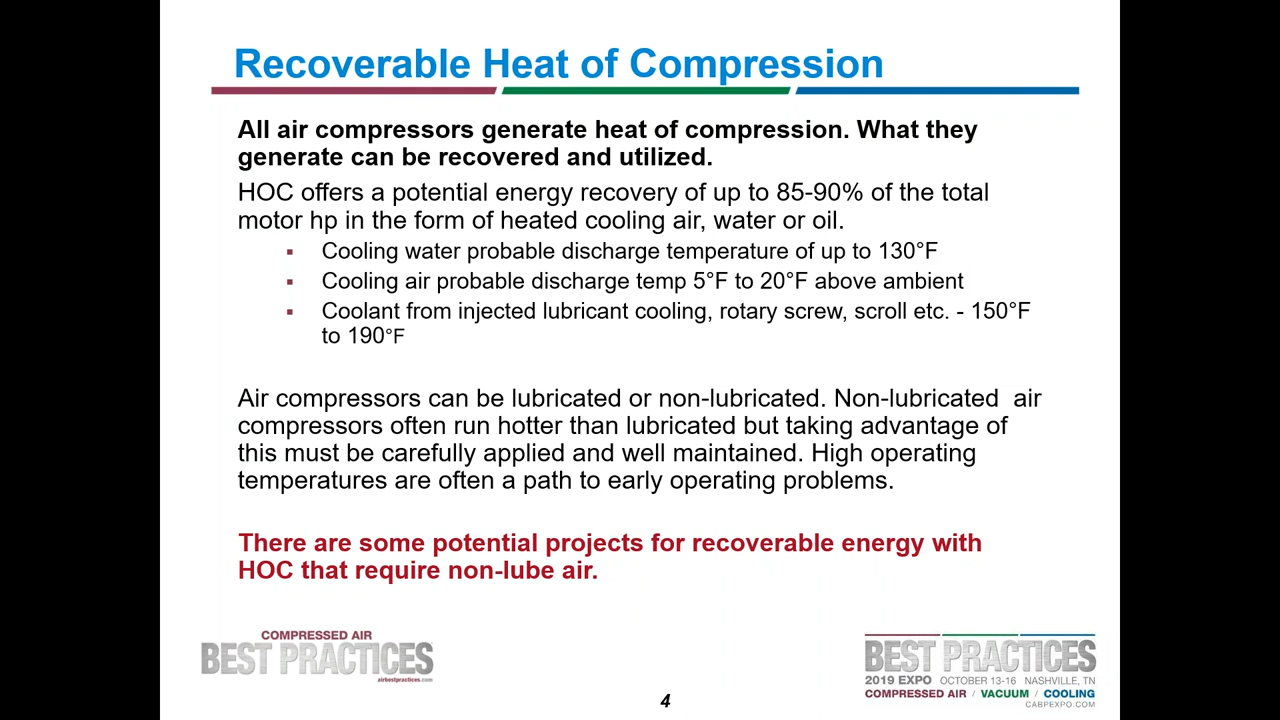 Recoverable Heat of Compression
All air compressors generate heat of compression. What they
generate can be recovered and utilized.
HOC offers a potential energy recovery of up to 85-90% of the total
motor hp in the form of heated cooling air, water or oil.
▪ Cooling water probable discharge temperature of up to 130°F
▪ Cooling air probable discharge temp 5°F to 20°F above ambient
▪ Coolant from injected lubricant cooling, rotary screw, scroll etc. - 150°F
to 190°F
Air compressors can be lubricated or non-lubricated. Non-lubricated  air
compressors often run hotter than lubricated but taking advantage of
this must be carefully applied and well maintained. High operating
temperatures are often a path to early operating problems.
There are some potential projects for recoverable energy with
HOC that require non-lube air.
COMPRESSED AIR
BEST PRACTICES
airbestpractices.com
4
BEST PRACTICES
2019 EXPO OCTOBER 13-16 NASHVILLE, TN
COMPRESSED AIR / VACUUM / COOLING
CABPEXPO.COM